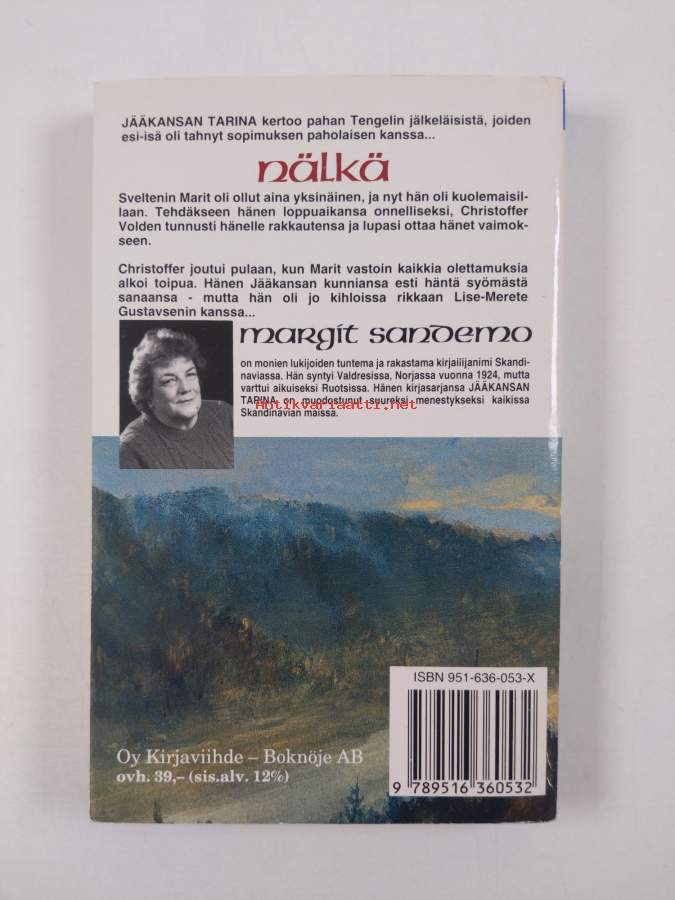 JÄÄKANSAN TARINA kertoo pahan Tengelin jälkeläisistä, joiden
esi-isä oli tahnyt sopimuksen paholaisen kanssa...
nälkä
Sveltenin Marit oli ollut aina yksinäinen, ja nyt hän oli kuolemaisil-
laan. Tehdäkseen hänen loppuaikansa onnelliseksi, Christoffer
Volden tunnusti hänelle rakkautensa ja lupasi ottaa hänet vaimok-
seen.
Christoffer joutui pulaan, kun Marit vastoin kaikkia olettamuksia
alkoi toipua. Hänen Jääkansan kunniansa esti häntä syömästä
sanaansa - mutta hän oli jo kihloissa rikkaan Lise-Merete
Gustavsenin kanssa...
margit sandemo
on monien lukijoiden tuntema ja rakastama kirjaiiijanimi Skandi-
naviassa. Hän syntyi Valdresissa, Norjassa vuonna 1924, mutta
varttui aikuiseksi Ruotsissa. Hänen kirjasarjansa JÄÄKANSAN
TARINA on muodostunut suureksi menestykseksi kaikissa
Skandinavian maissa.
Antikvariaatti.net
ISBN 951-636-053-X
9 789516 360532
Oy Kirjaviihde – Boknöje AB
ovh. 39,– (sis.alv. 12%)